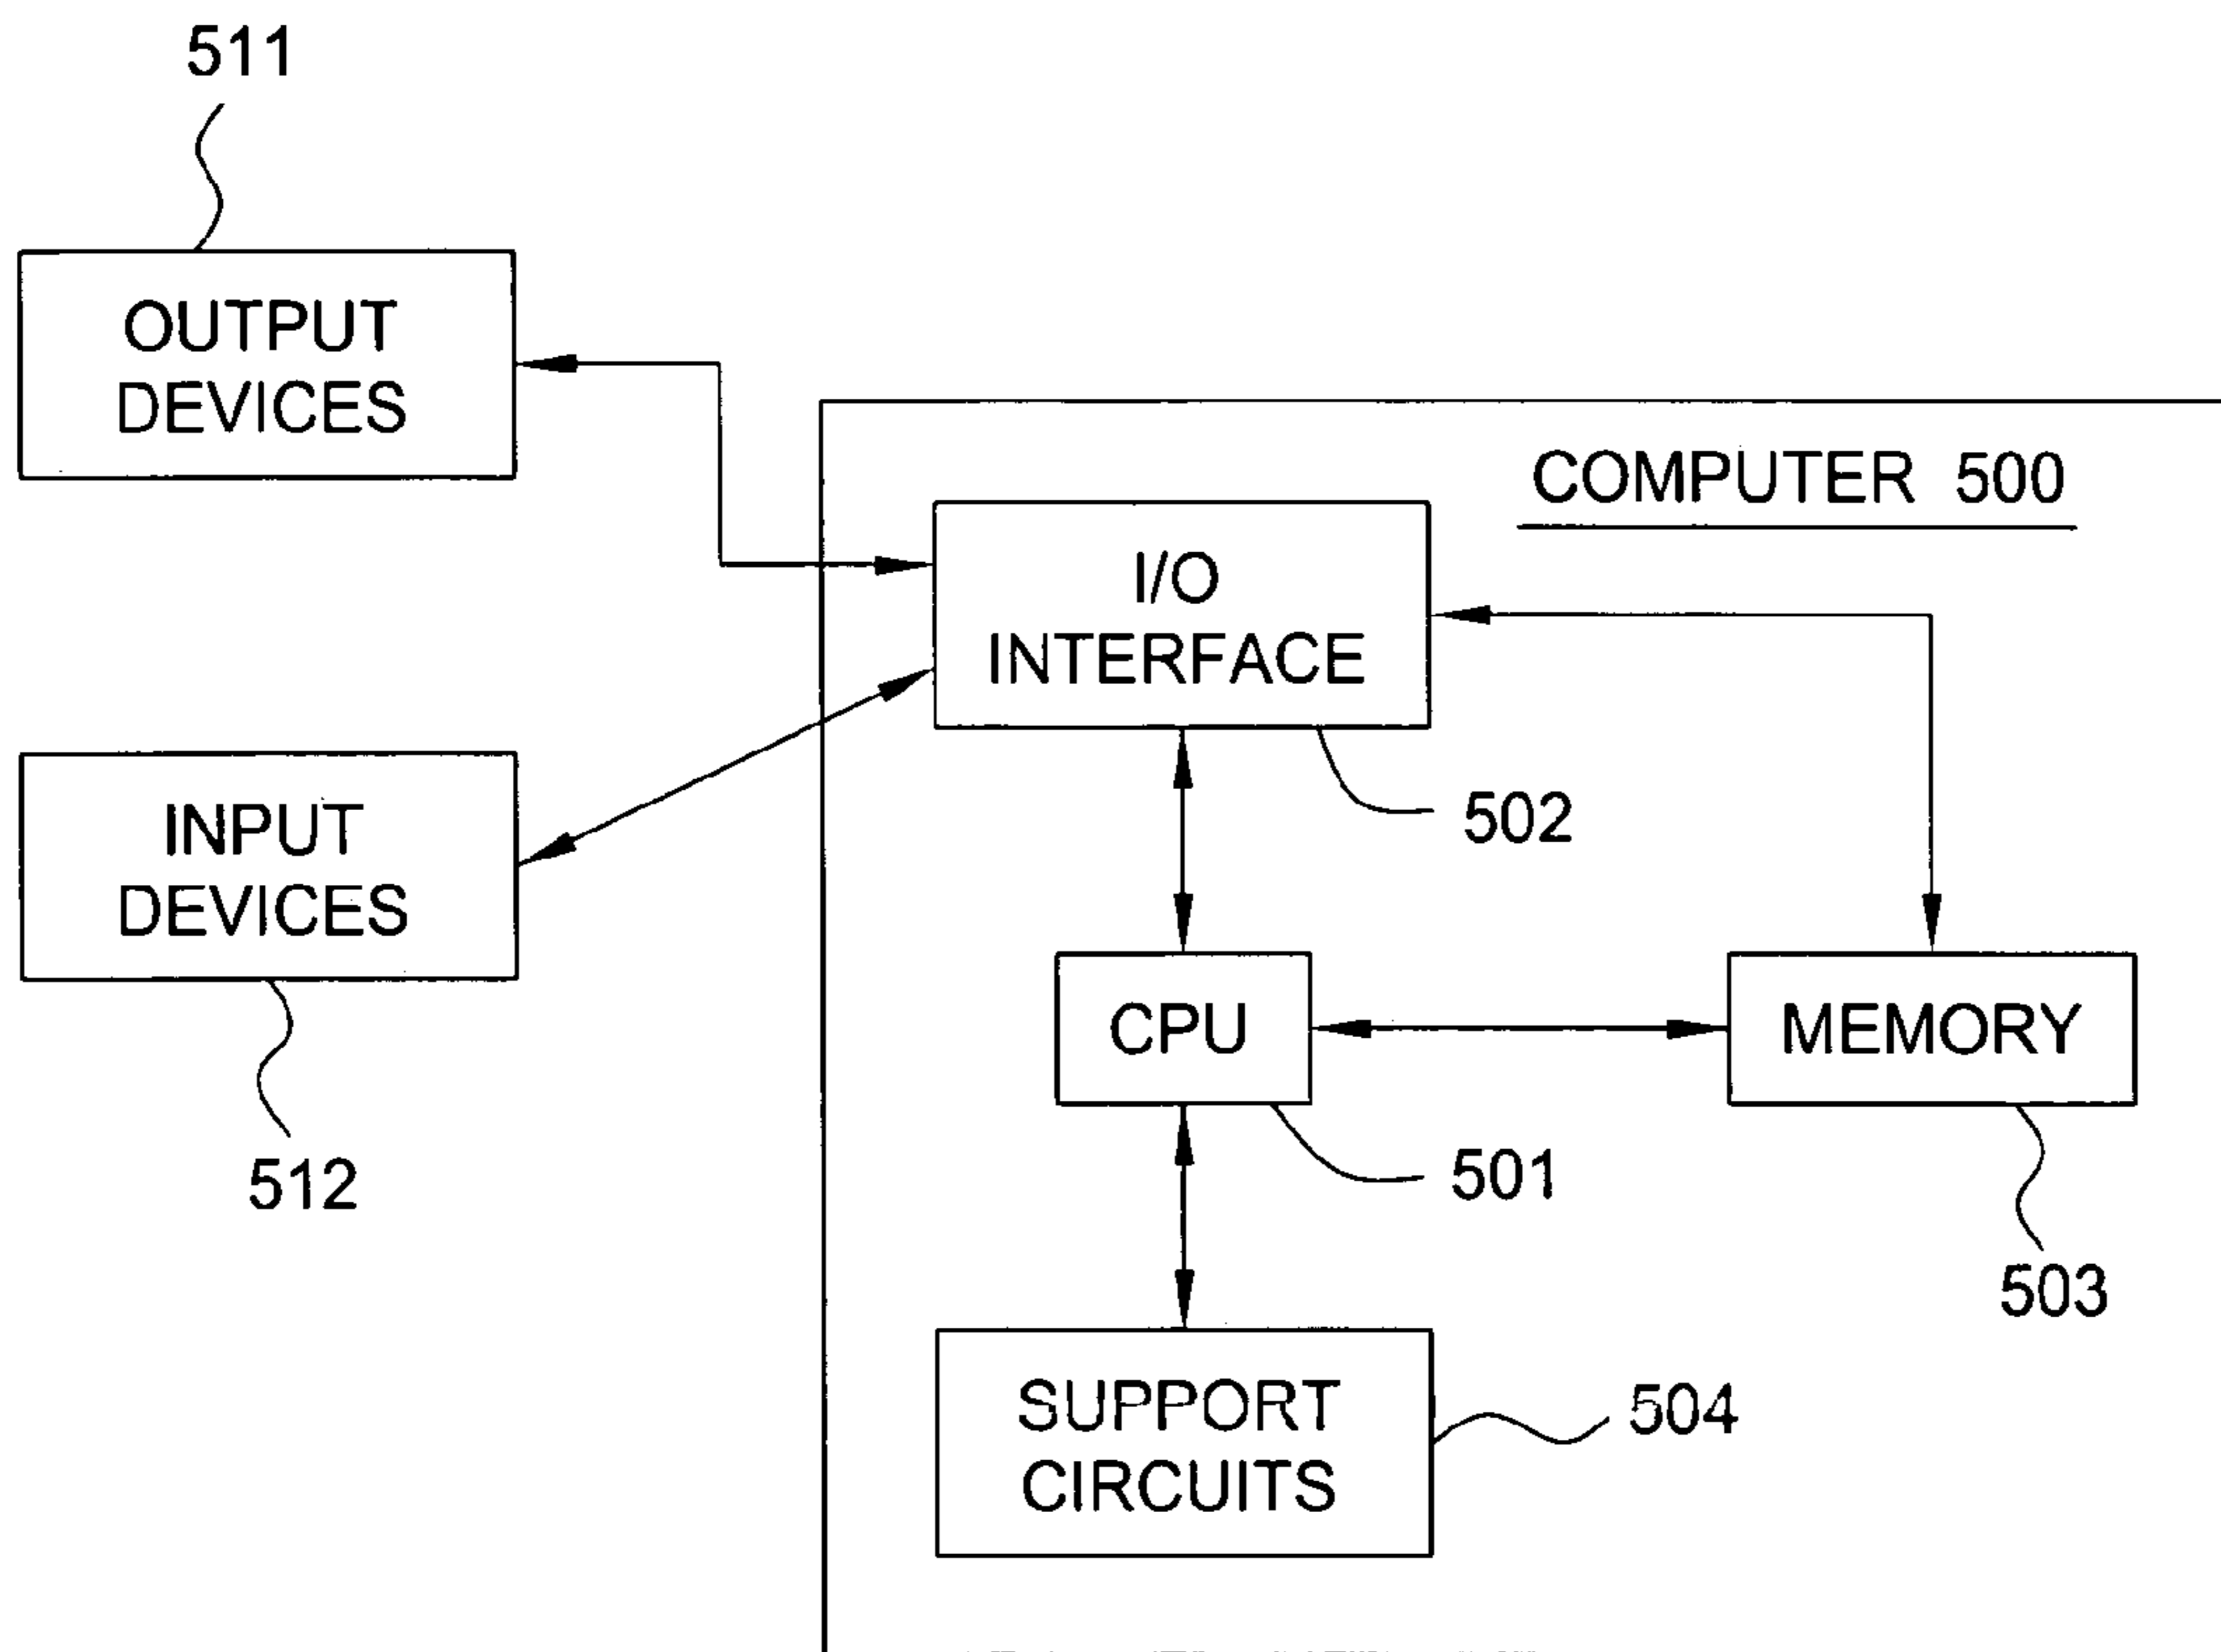 511
OUTPUT
DEVICES
COMPUTER 500
I/O
INTERFACE
502
INPUT
DEVICES
512
CPU
501
MEMORY
503
SUPPORT
CIRCUITS
504